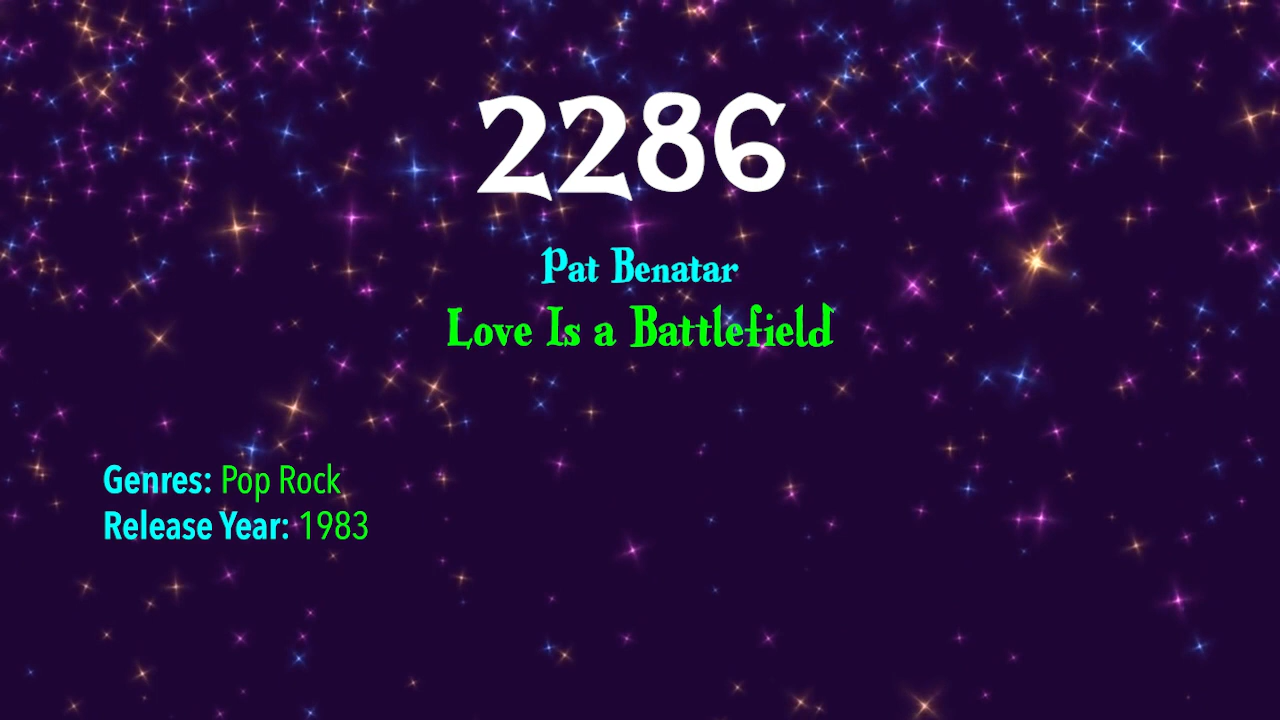 2286
Pat Benatar
Love Is a Battlefield
Genres: Pop Rock
Release Year: 1983